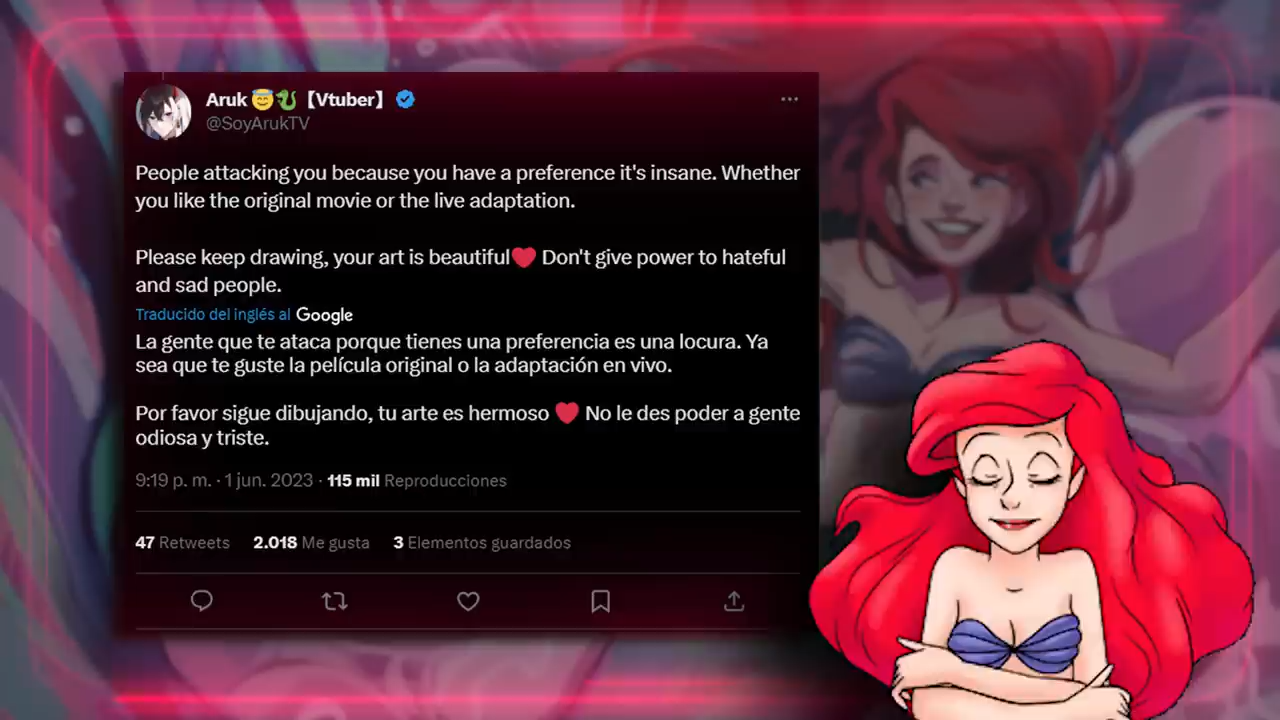 Aruk 😇🐍【Vtuber】
@SoyArukTV
People attacking you because you have a preference it's insane. Whether
you like the original movie or the live adaptation.
Please keep drawing, your art is beautiful❤ Don't give power to hateful
and sad people.
Traducido del inglés al Google
La gente que te ataca porque tienes una preferencia es una locura. Ya
sea que te guste la película original o la adaptación en vivo.
Por favor sigue dibujando, tu arte es hermoso ❤ No le des poder a gente
odiosa y triste.
9:19 p. m. · 1 jun. 2023 · 115 mil Reproducciones
47 Retweets 2.018 Me gusta 3 Elementos guardados